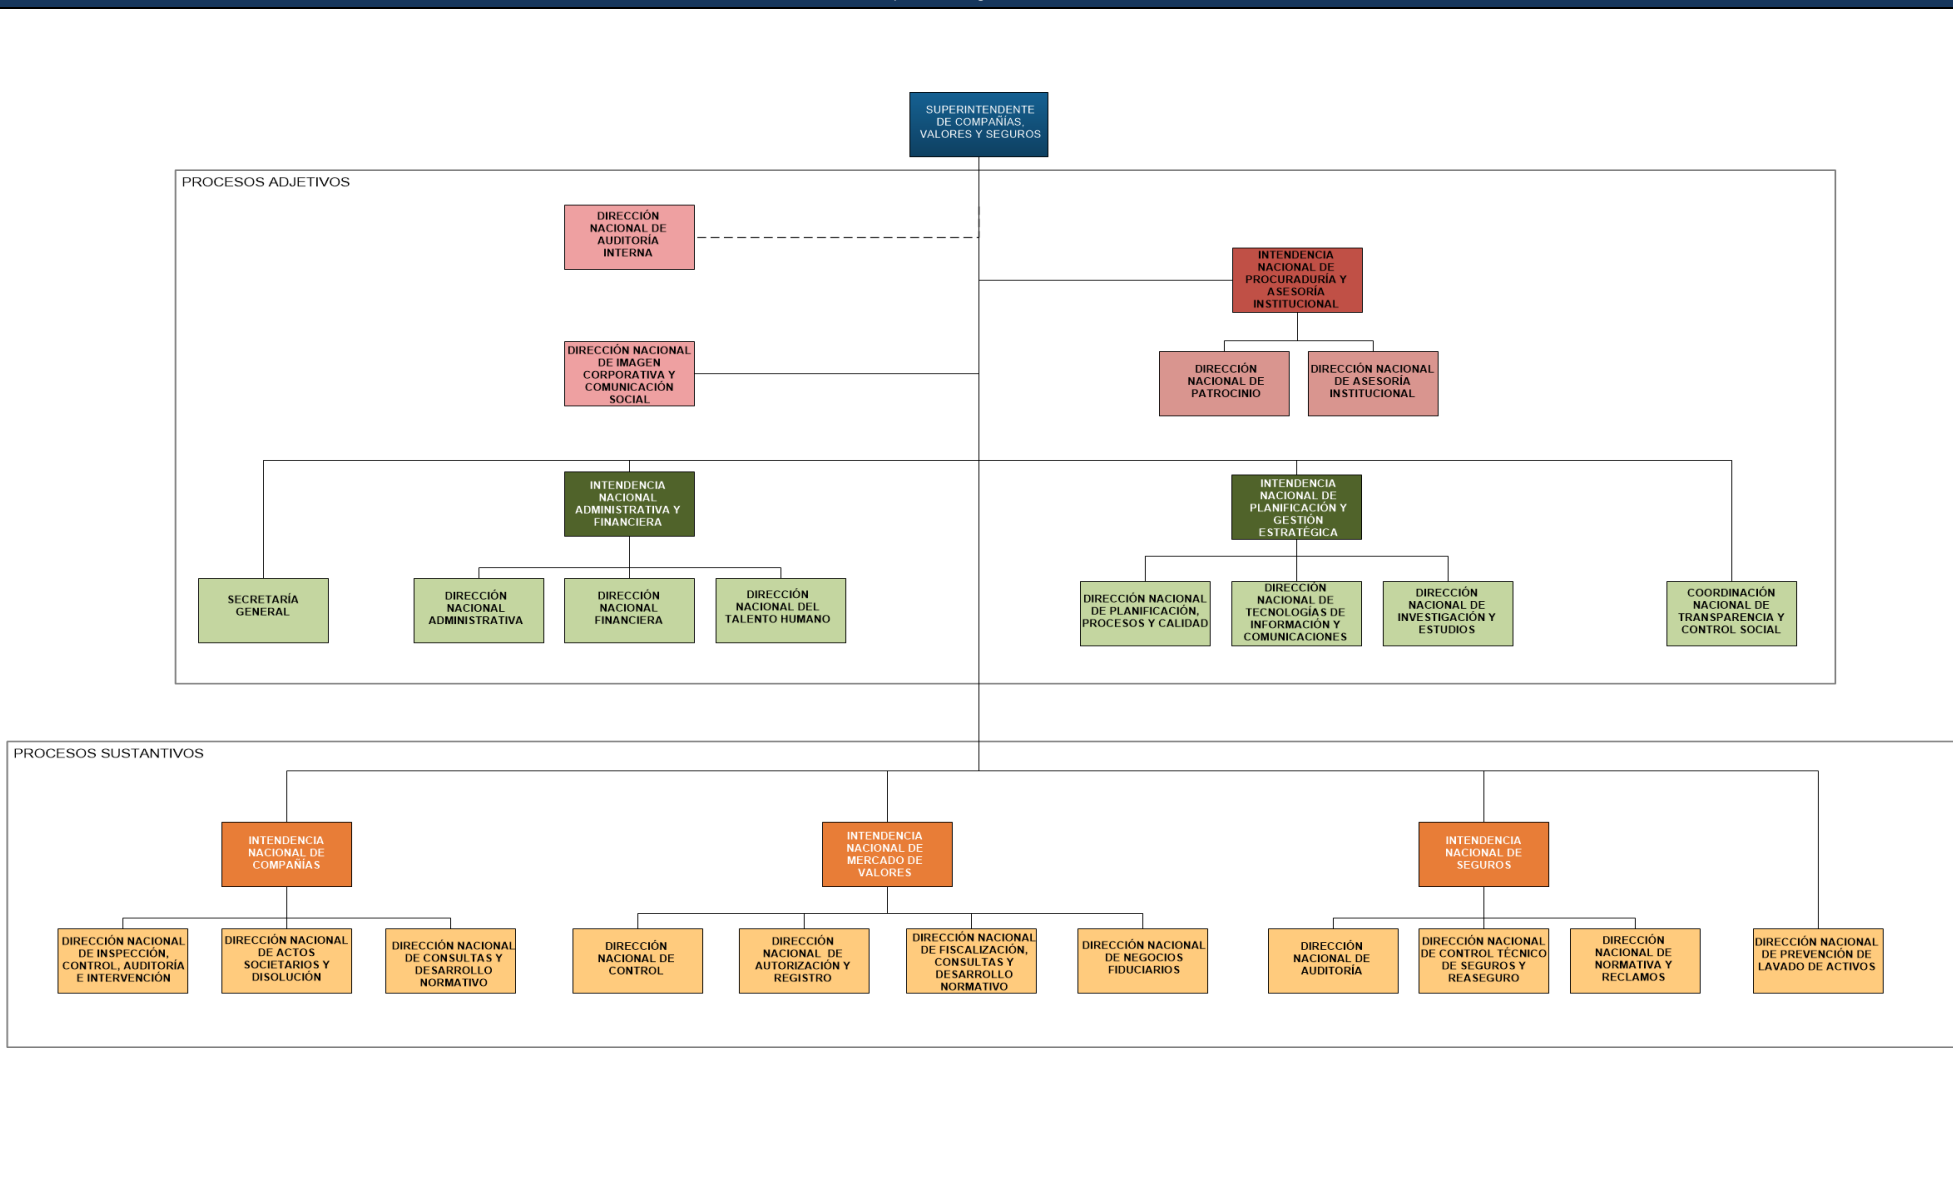 SUPERINTENDENTE
DE COMPAÑÍAS,
VALORES Y SEGUROS
PROCESOS ADJETIVOS
DIRECCIÓN
NACIONAL DE
AUDITORÍA
INTERNA
INTENDENCIA
NACIONAL DE
PROCURADURÍA Y
ASESORÍA
INSTITUCIONAL
DIRECCIÓN NACIONAL
DE IMAGEN
CORPORATIVA Y
COMUNICACIÓN
SOCIAL
DIRECCIÓN
NACIONAL DE
PATROCINIO
DIRECCIÓN NACIONAL
DE ASESORÍA
INSTITUCIONAL
INTENDENCIA
NACIONAL
ADMINISTRATIVA Y
FINANCIERA
INTENDENCIA
NACIONAL DE
PLANIFICACIÓN Y
GESTIÓN
ESTRATÉGICA
SECRETARÍA
GENERAL
DIRECCIÓN
NACIONAL
ADMINISTRATIVA
DIRECCIÓN
NACIONAL
FINANCIERA
DIRECCIÓN
NACIONAL DEL
TALENTO HUMANO
DIRECCIÓN NACIONAL
DE PLANIFICACIÓN,
PROCESOS Y CALIDAD
DIRECCIÓN
NACIONAL DE
TECNOLOGÍAS DE
INFORMACIÓN Y
COMUNICACIONES
DIRECCIÓN
NACIONAL DE
INVESTIGACIÓN Y
ESTUDIOS
COORDINACIÓN
NACIONAL DE
TRANSPARENCIA Y
CONTROL SOCIAL
PROCESOS SUSTANTIVOS
INTENDENCIA
NACIONAL DE
COMPAÑÍAS
INTENDENCIA
NACIONAL DE
MERCADO DE
VALORES
INTENDENCIA
NACIONAL DE
SEGUROS
DIRECCIÓN NACIONAL
DE INSPECCIÓN,
CONTROL, AUDITORÍA
E INTERVENCIÓN
DIRECCIÓN NACIONAL
DE ACTOS
SOCIETARIOS Y
DISOLUCIÓN
DIRECCIÓN NACIONAL
DE CONSULTAS Y
DESARROLLO
NORMATIVO
DIRECCIÓN
NACIONAL DE
CONTROL
DIRECCIÓN
NACIONAL DE
AUTORIZACIÓN Y
REGISTRO
DIRECCIÓN NACIONAL
DE FISCALIZACIÓN,
CONSULTAS Y
DESARROLLO
NORMATIVO
DIRECCIÓN NACIONAL
DE NEGOCIOS
FIDUCIARIOS
DIRECCIÓN
NACIONAL DE
AUDITORÍA
DIRECCIÓN NACIONAL
DE CONTROL TÉCNICO
DE SEGUROS Y
REASEGURO
DIRECCIÓN
NACIONAL DE
NORMATIVA Y
RECLAMOS
DIRECCIÓN NACIONAL
DE PREVENCIÓN DE
LAVADO DE ACTIVOS